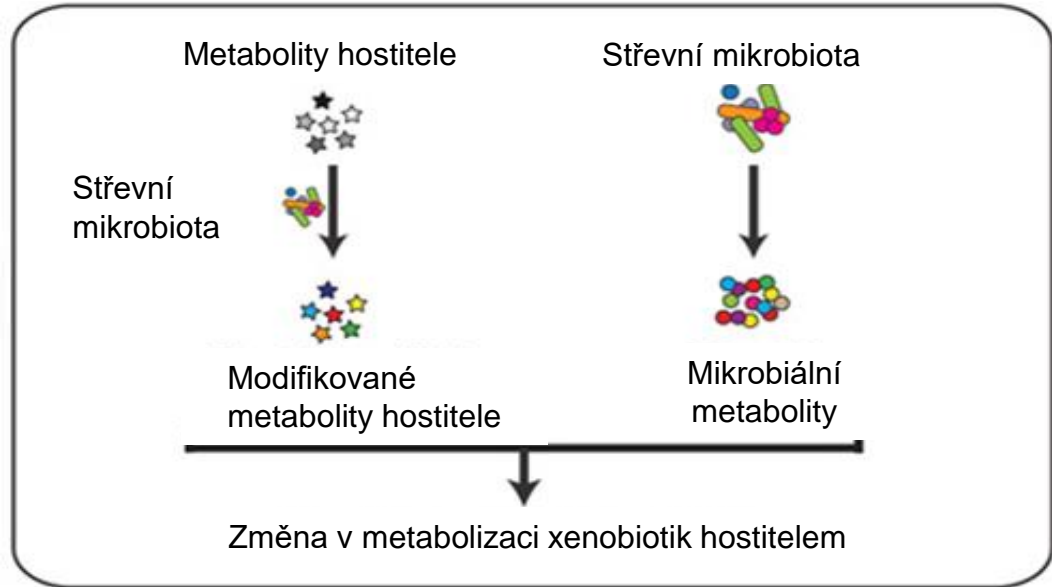 Metabolity hostitele
Střevní mikrobiota
Střevní
mikrobiota
Modifikované
metabolity hostitele
Mikrobiální
metabolity
Změna v metabolizaci xenobiotik hostitelem